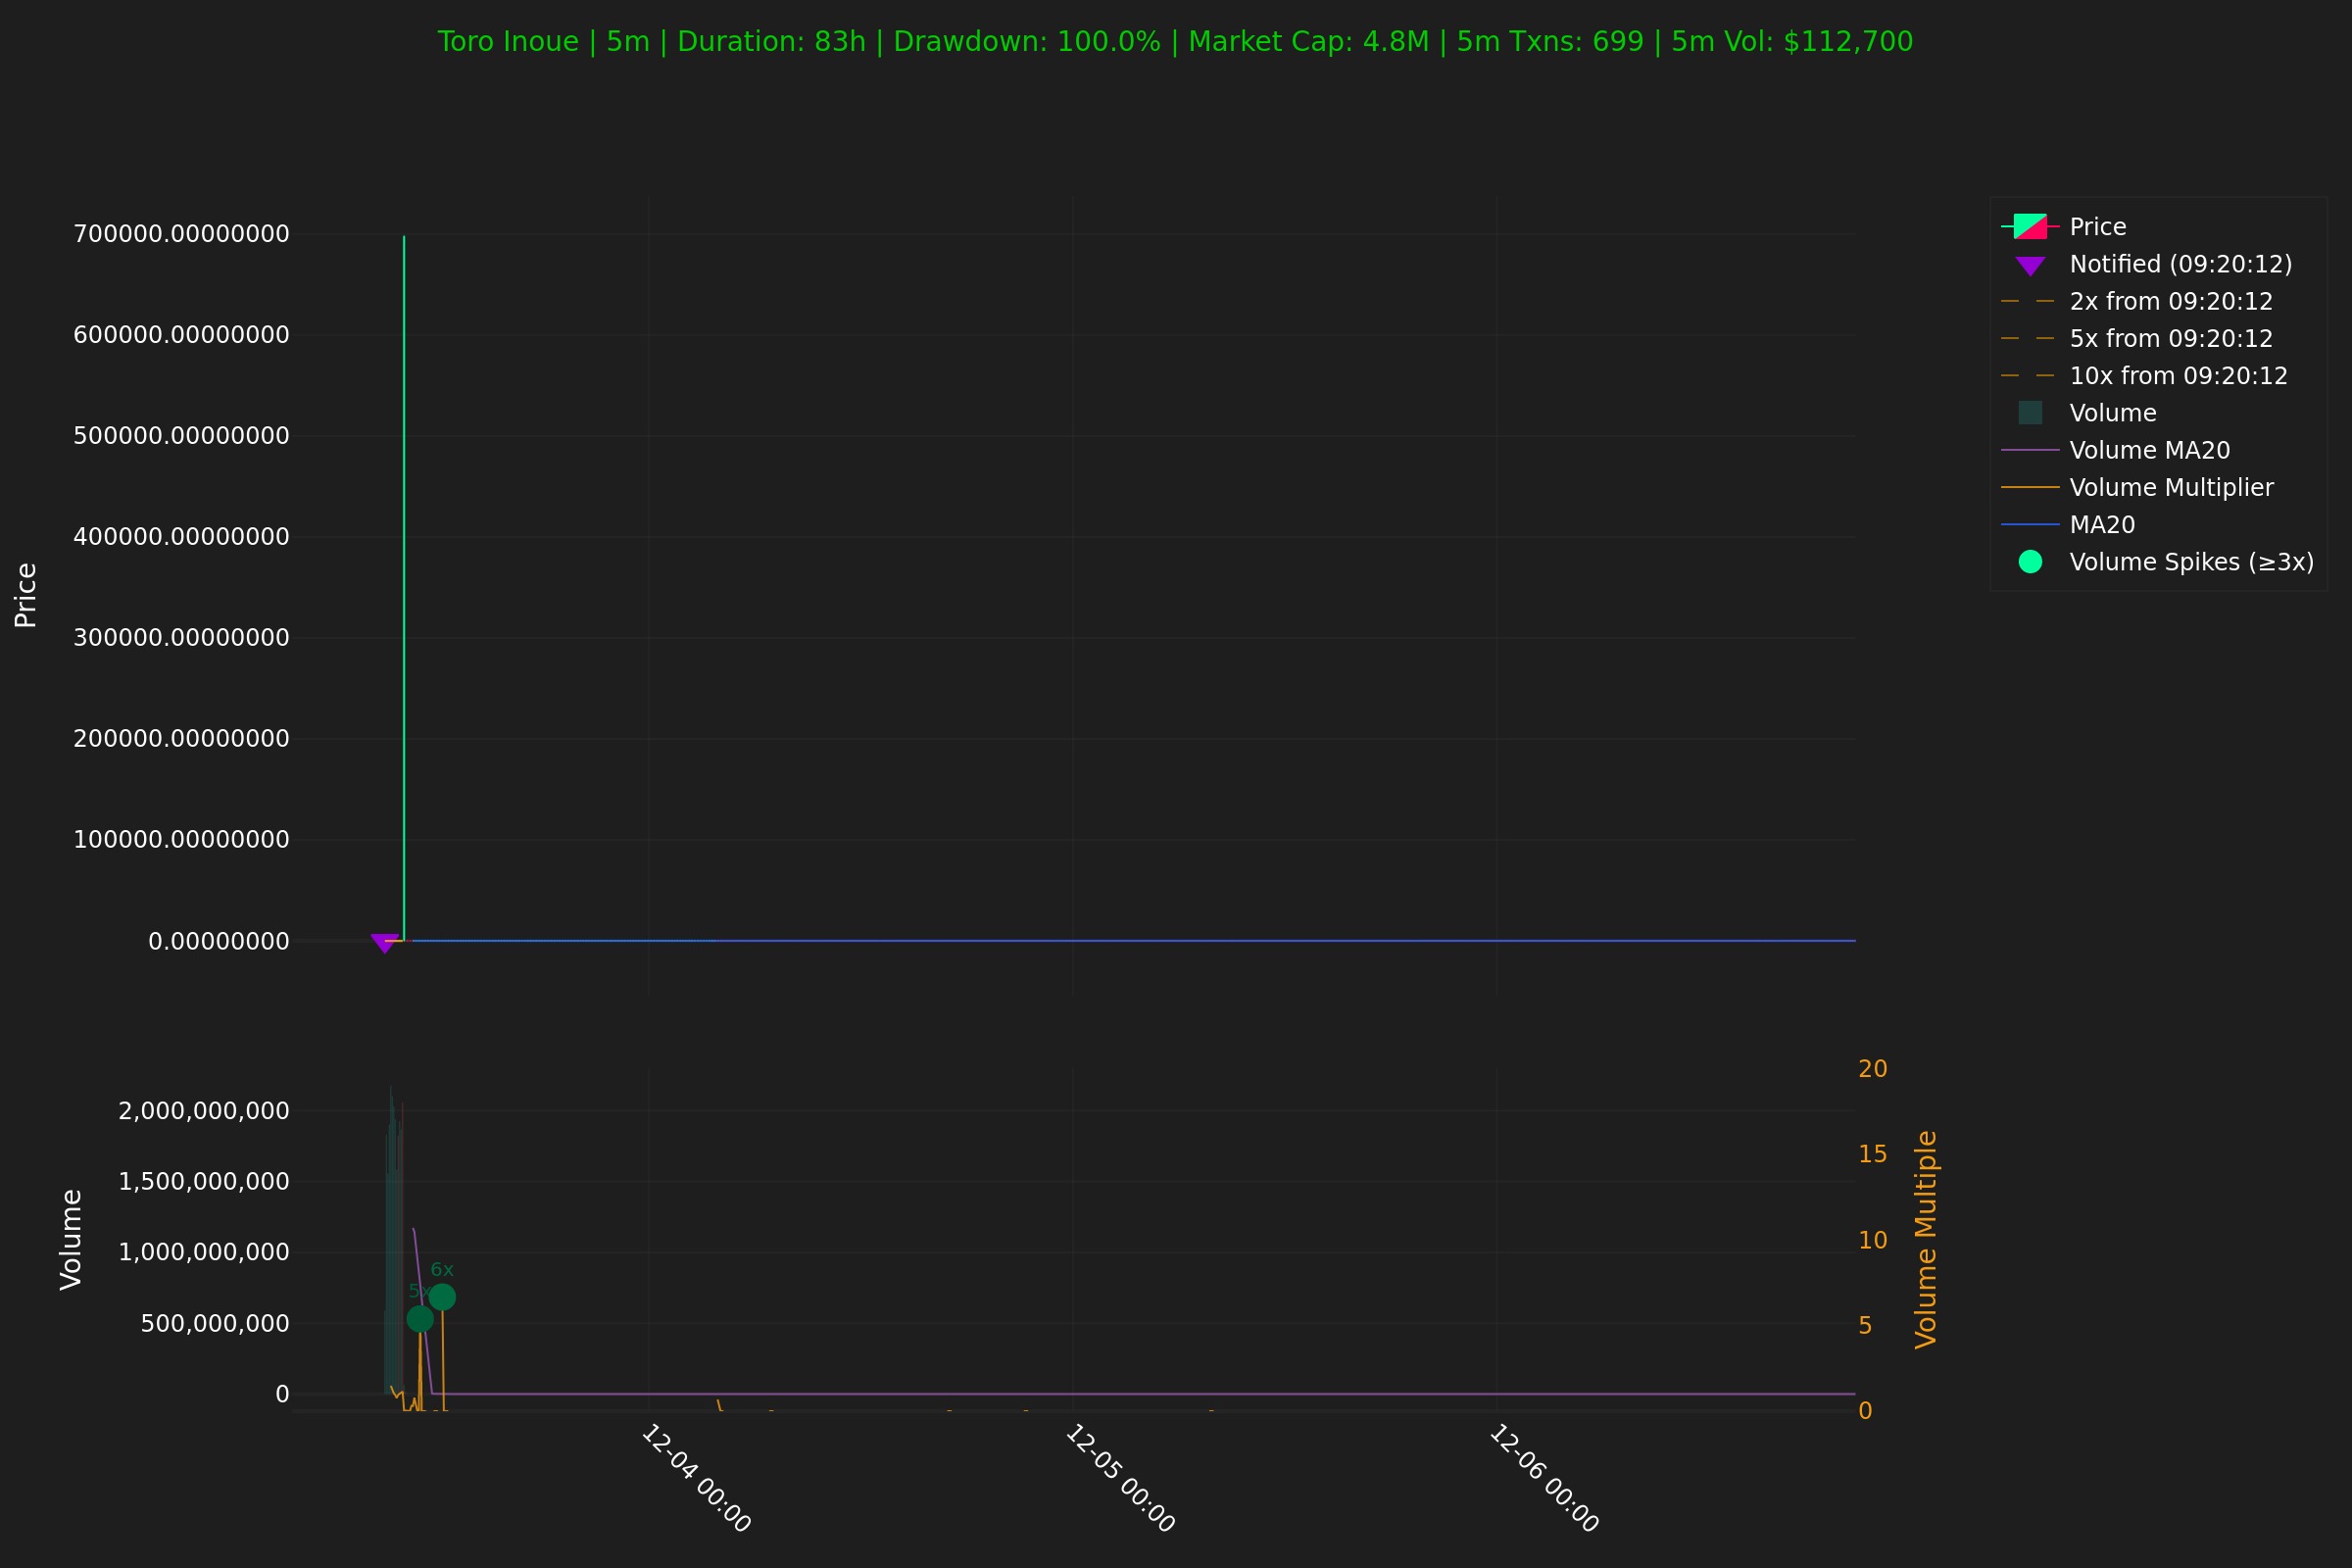 Toro Inoue | 5m | Duration: 83h | Drawdown: 100.0% | Market Cap: 4.8M | 5m Txns: 699 | 5m Vol: $112,700
Price
700000.00000000
600000.00000000
500000.00000000
400000.00000000
300000.00000000
200000.00000000
100000.00000000
0.00000000
Price
Notified (09:20:12)
2x from 09:20:12
5x from 09:20:12
10x from 09:20:12
Volume
Volume MA20
Volume Multiplier
MA20
Volume Spikes (≥3x)
Volume
2,000,000,000
1,500,000,000
1,000,000,000
500,000,000
0
5x
6x
20
15
10
5
0
Volume Multiple
12-04 00:00
12-05 00:00
12-06 00:00